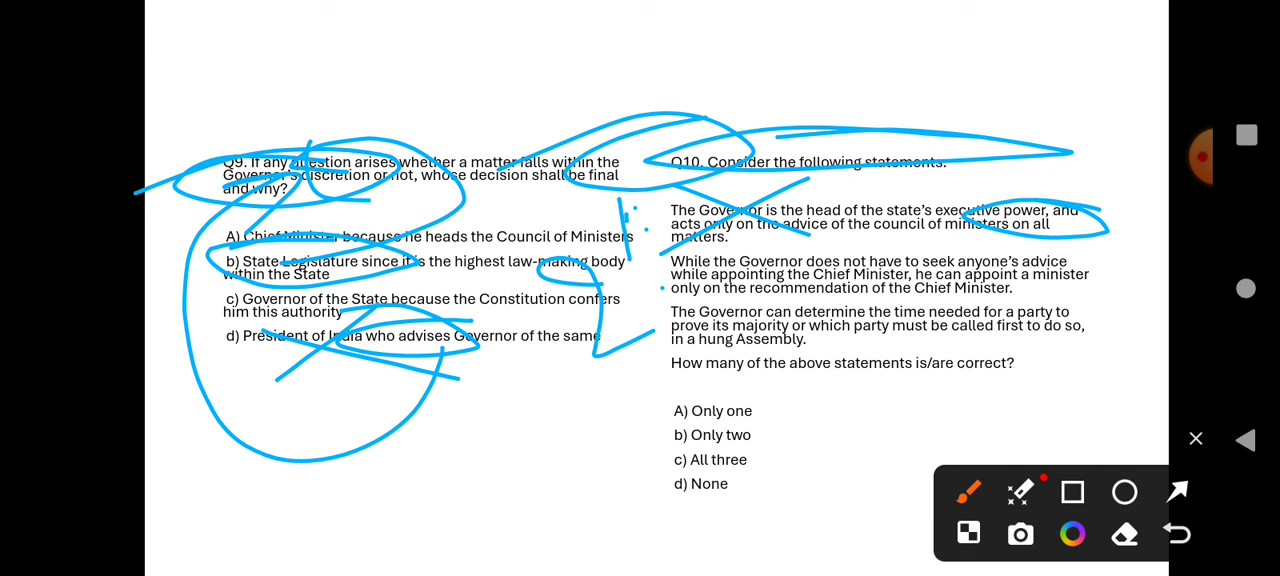 Q9. If any question arises whether a matter falls within the
Governor's discretion or not, whose decision shall be final
and why?
A) Chief Minister because he heads the Council of Ministers
b) State Legislature since it is the highest law-making body
within the State
c) Governor of the State because the Constitution confers
him this authority
d) President of India who advises Governor of the same
Q10. Consider the following statements:
The Governor is the head of the state's executive power, and
acts only on the advice of the council of ministers on all
matters.
While the Governor does not have to seek anyone's advice
while appointing the Chief Minister, he can appoint a minister
only on the recommendation of the Chief Minister.
The Governor can determine the time needed for a party to
prove its majority or which party must be called first to do so,
in a hung Assembly.
How many of the above statements is/are correct?
A) Only one
b) Only two
c) All three
d) None